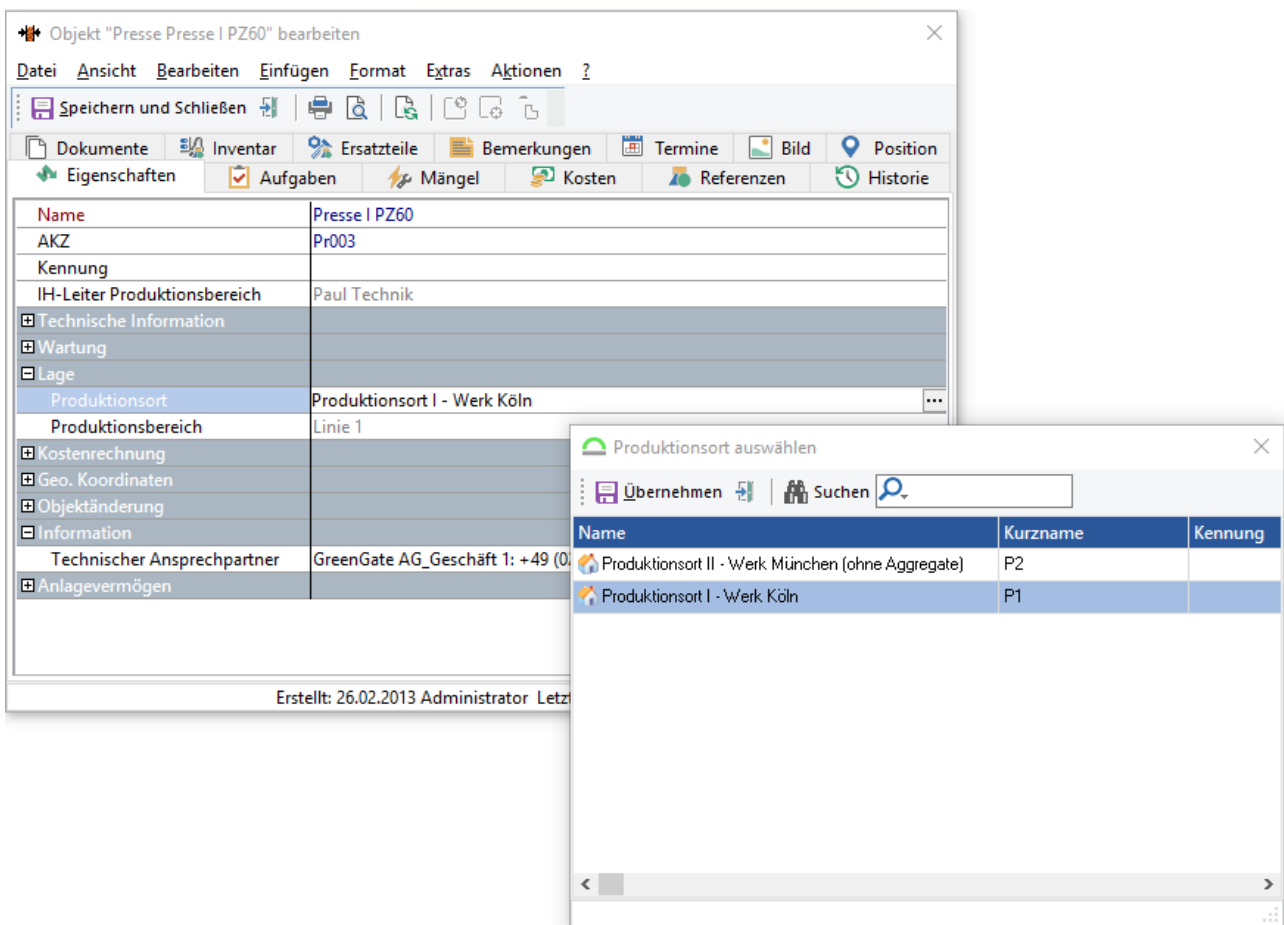 Objekt "Presse Presse I PZ60" bearbeiten
Datei Ansicht Bearbeiten Einfügen Format Extras Aktionen ?
Speichern und Schließen
Dokumente Inventar Ersatzteile Bemerkungen Termine Bild Position
Eigenschaften Aufgaben Mängel Kosten Referenzen Historie
Name Presse I PZ60
AKZ Pr003
Kennung
IH-Leiter Produktionsbereich Paul Technik
Technische Information
Wartung
Lage
Produktionsort Produktionsort I - Werk Köln ...
Produktionsbereich Linie 1
Kostenrechnung
Geo. Koordinaten
Objektänderung
Information
Technischer Ansprechpartner GreenGate AG_Geschäft 1: +49 (0
Anlagevermögen
Erstellt: 26.02.2013 Administrator Letzt
Produktionsort auswählen
Übernehmen Suchen
Name Kurzname Kennung
Produktionsort II - Werk München (ohne Aggregate) P2
Produktionsort I - Werk Köln P1